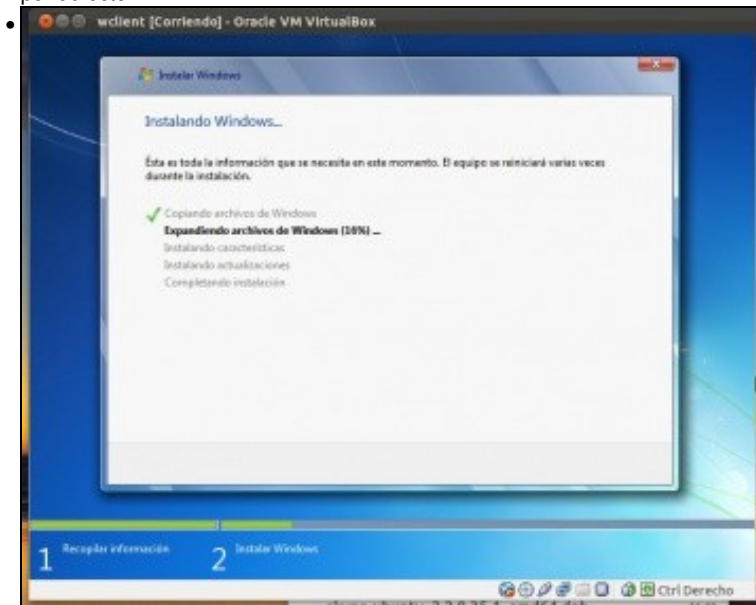 wclient [Corriendo] - Oracle VM VirtualBox
Instalar Windows
Instalando Windows...
Ésta es toda la información que se necesita en este momento. El equipo se reiniciará varias veces
durante la instalación.
Copiando archivos de Windows
Expandiendo archivos de Windows (16%) ...
Instalando características
Instalando actualizaciones
Completando instalación
1 Recopilar información
2 Instalar Windows
Ctrl Derecho